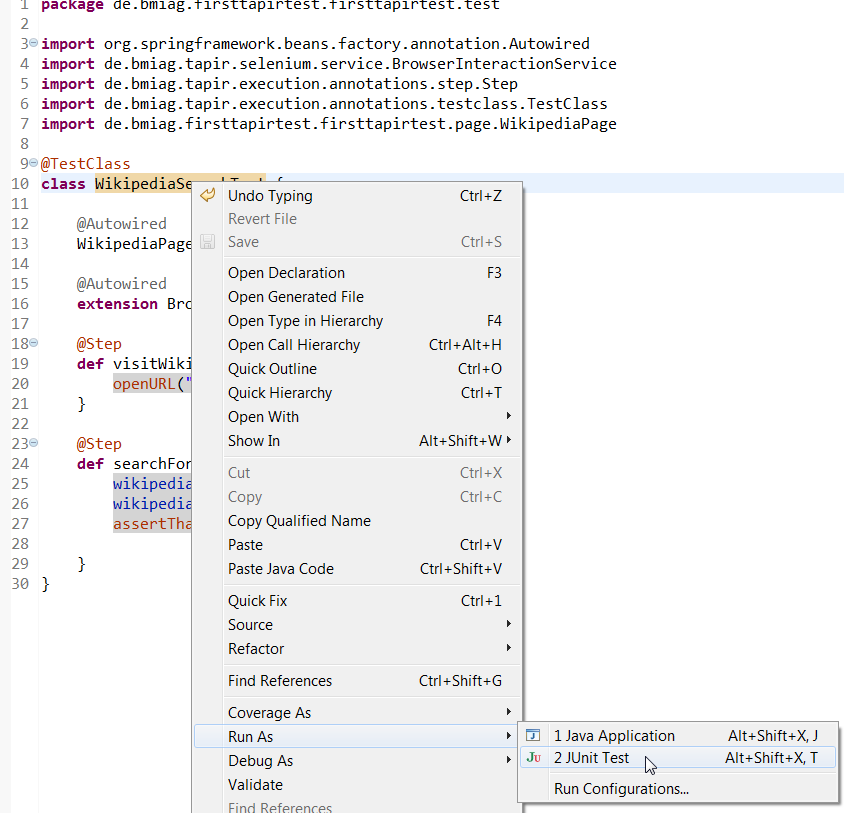 1 package de.bmiag.firsttapirtest.firsttapirtest.test
2
3 import org.springframework.beans.factory.annotation.Autowired
4 import de.bmiag.tapir.selenium.service.BrowserInteractionService
5 import de.bmiag.tapir.execution.annotations.step.Step
6 import de.bmiag.tapir.execution.annotations.testclass.TestClass
7 import de.bmiag.firsttapirtest.firsttapirtest.page.WikipediaPage
8
9 @TestClass
10 class WikipediaSe {
11
12 @Autowired
13 WikipediaPage
14
15 @Autowired
16 extension Bro
17
18 @Step
19 def visitWiki
20 openURL("
21 }
22
23 @Step
24 def searchFor
25 wikipedia
26 wikipedia
27 assertTha
28
29 }
30 }
Undo Typing Ctrl+Z
Revert File
Save Ctrl+S
Open Declaration F3
Open Generated File
Open Type in Hierarchy F4
Open Call Hierarchy Ctrl+Alt+H
Quick Outline Ctrl+O
Quick Hierarchy Ctrl+T
Open With
Show In Alt+Shift+W
Cut Ctrl+X
Copy Ctrl+C
Copy Qualified Name
Paste Ctrl+V
Paste Java Code Ctrl+Shift+V
Quick Fix Ctrl+1
Source
Refactor
Find References Ctrl+Shift+G
Coverage As
Run As
Debug As
Validate
Find References
1 Java Application Alt+Shift+X, J
JU 2 JUnit Test Alt+Shift+X, T
Run Configurations...